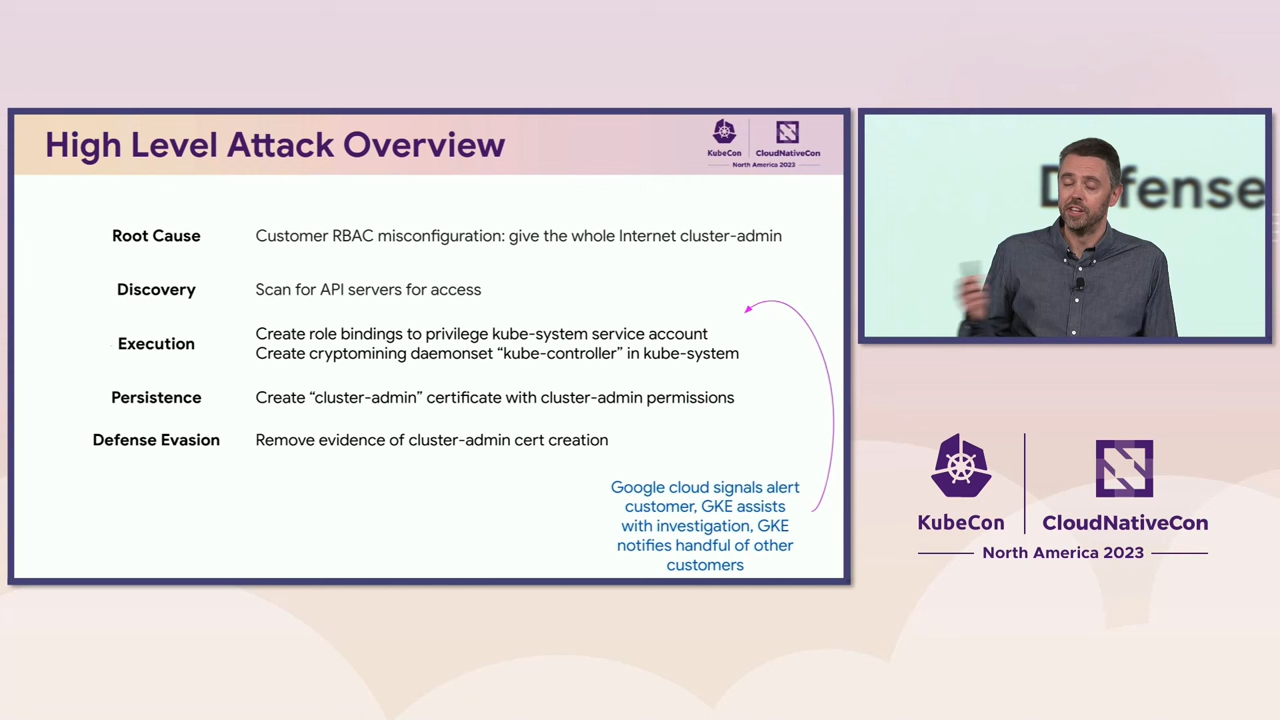 High Level Attack Overview
KubeCon
CloudNativeCon
North America 2023
Root Cause
Customer RBAC misconfiguration: give the whole Internet cluster-admin
Discovery
Scan for API servers for access
Execution
Create role bindings to privilege kube-system service account
Create cryptomining daemonset “kube-controller” in kube-system
Persistence
Create “cluster-admin” certificate with cluster-admin permissions
Defense Evasion
Remove evidence of cluster-admin cert creation
Google cloud signals alert
customer, GKE assists
with investigation, GKE
notifies handful of other
customers
KubeCon
CloudNativeCon
North America 2023